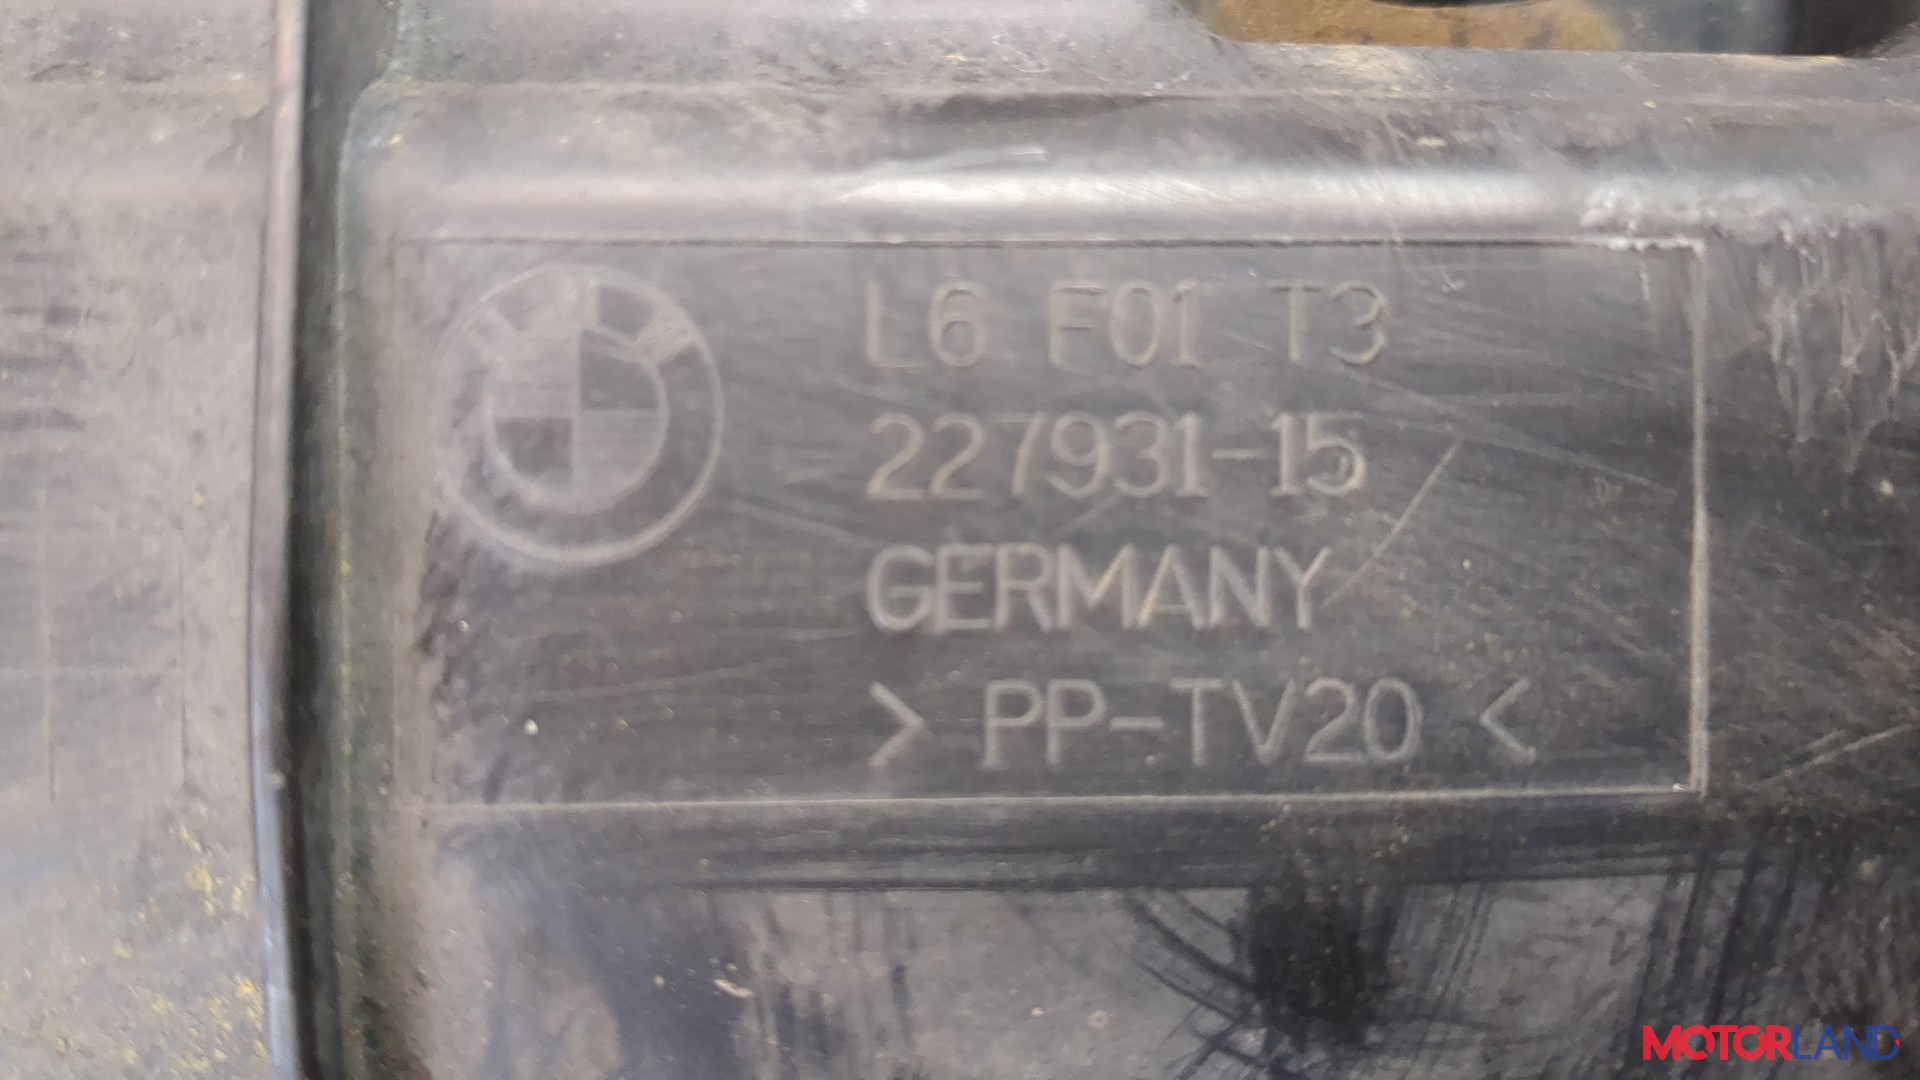 L6 F01 T3
227931-15
GERMANY
> PP-TV20 <
MOTORLAND